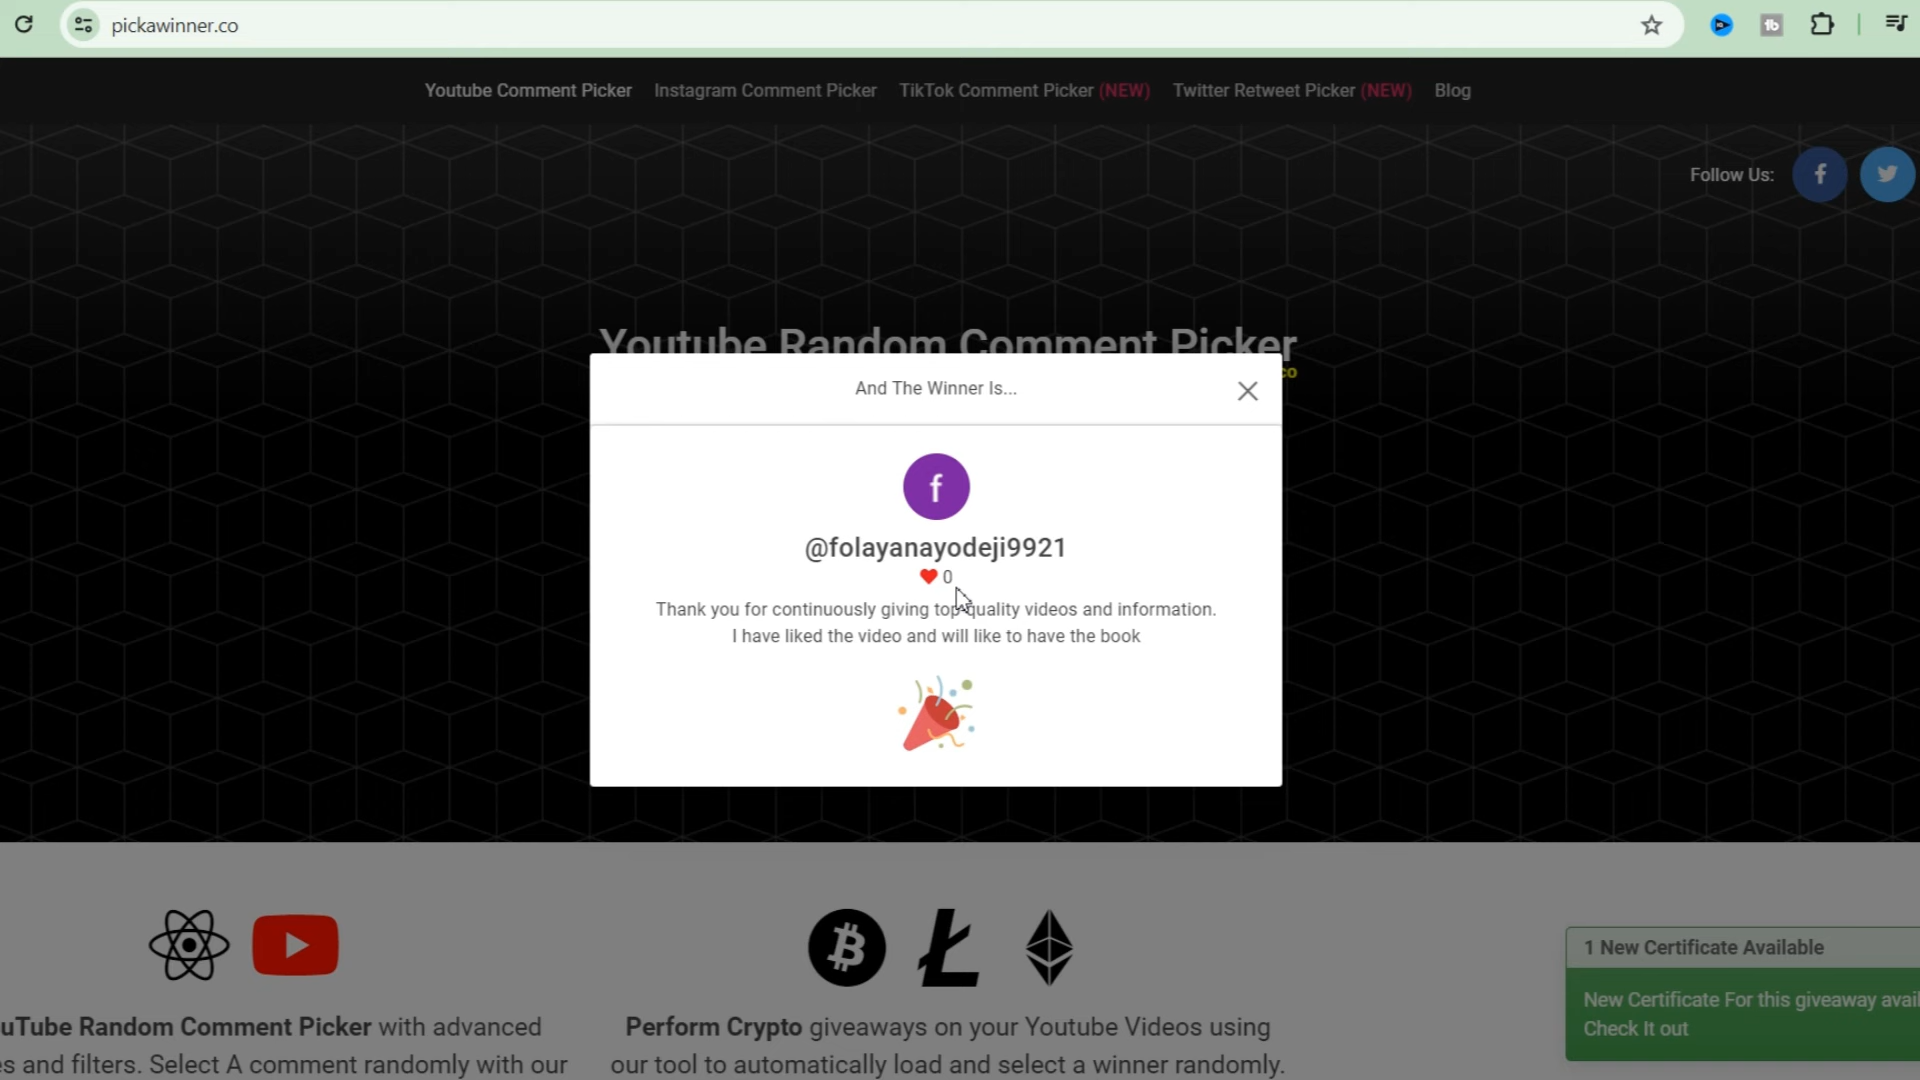 pickawinner.co
Youtube Comment Picker Instagram Comment Picker TikTok Comment Picker (NEW) Twitter Retweet Picker (NEW) Blog
Follow Us:
Youtube Random Comment Picker
co
And The Winner Is...
f
@folayanayodeji9921
0
Thank you for continuously giving top quality videos and information.
I have liked the video and will like to have the book
1 New Certificate Available
New Certificate For this giveaway avail
Check It out
uTube Random Comment Picker with advanced
es and filters. Select A comment randomly with our
Perform Crypto giveaways on your Youtube Videos using
our tool to automatically load and select a winner randomly.